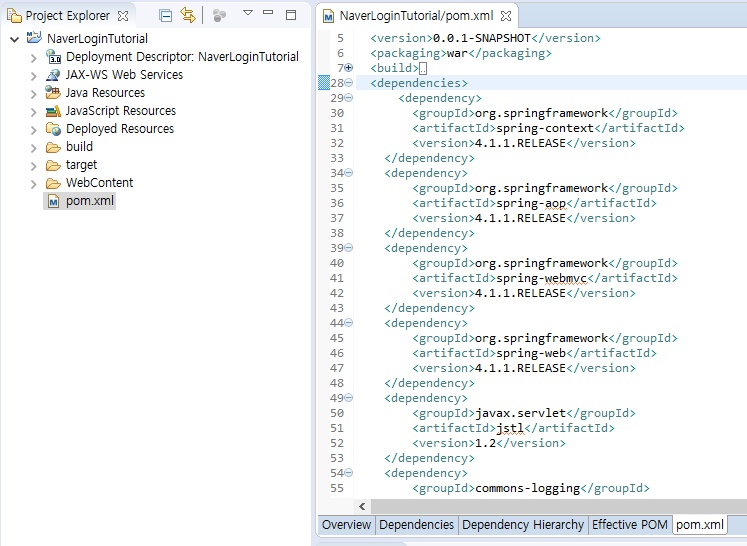 Project Explorer
NaverLoginTutorial
Deployment Descriptor: NaverLoginTutorial
JAX-WS Web Services
Java Resources
JavaScript Resources
Deployed Resources
build
target
WebContent
pom.xml
NaverLoginTutorial/pom.xml
5 <version>0.0.1-SNAPSHOT</version>
6 <packaging>war</packaging>
7 <build>..
28 <dependencies>
29 <dependency>
30 <groupId>org.springframework</groupId>
31 <artifactId>spring-context</artifactId>
32 <version>4.1.1.RELEASE</version>
33 </dependency>
34 <dependency>
35 <groupId>org.springframework</groupId>
36 <artifactId>spring-aop</artifactId>
37 <version>4.1.1.RELEASE</version>
38 </dependency>
39 <dependency>
40 <groupId>org.springframework</groupId>
41 <artifactId>spring-webmvc</artifactId>
42 <version>4.1.1.RELEASE</version>
43 </dependency>
44 <dependency>
45 <groupId>org.springframework</groupId>
46 <artifactId>spring-web</artifactId>
47 <version>4.1.1.RELEASE</version>
48 </dependency>
49 <dependency>
50 <groupId>javax.servlet</groupId>
51 <artifactId>jstl</artifactId>
52 <version>1.2</version>
53 </dependency>
54 <dependency>
55 <groupId>commons-logging</groupId>
Overview Dependencies Dependency Hierarchy Effective POM pom.xml